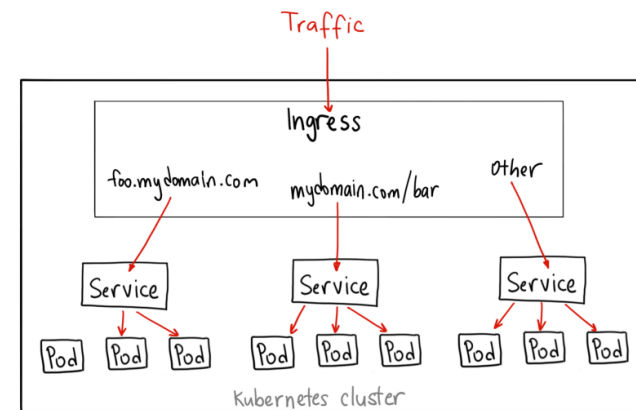 Traffic
Ingress
foo.mydomain.com
mydomain.com/bar
Other
Service
Service
Service
Pod
Pod
Pod
Pod
Pod
Pod
Pod
Pod
Pod
Kubernetes cluster